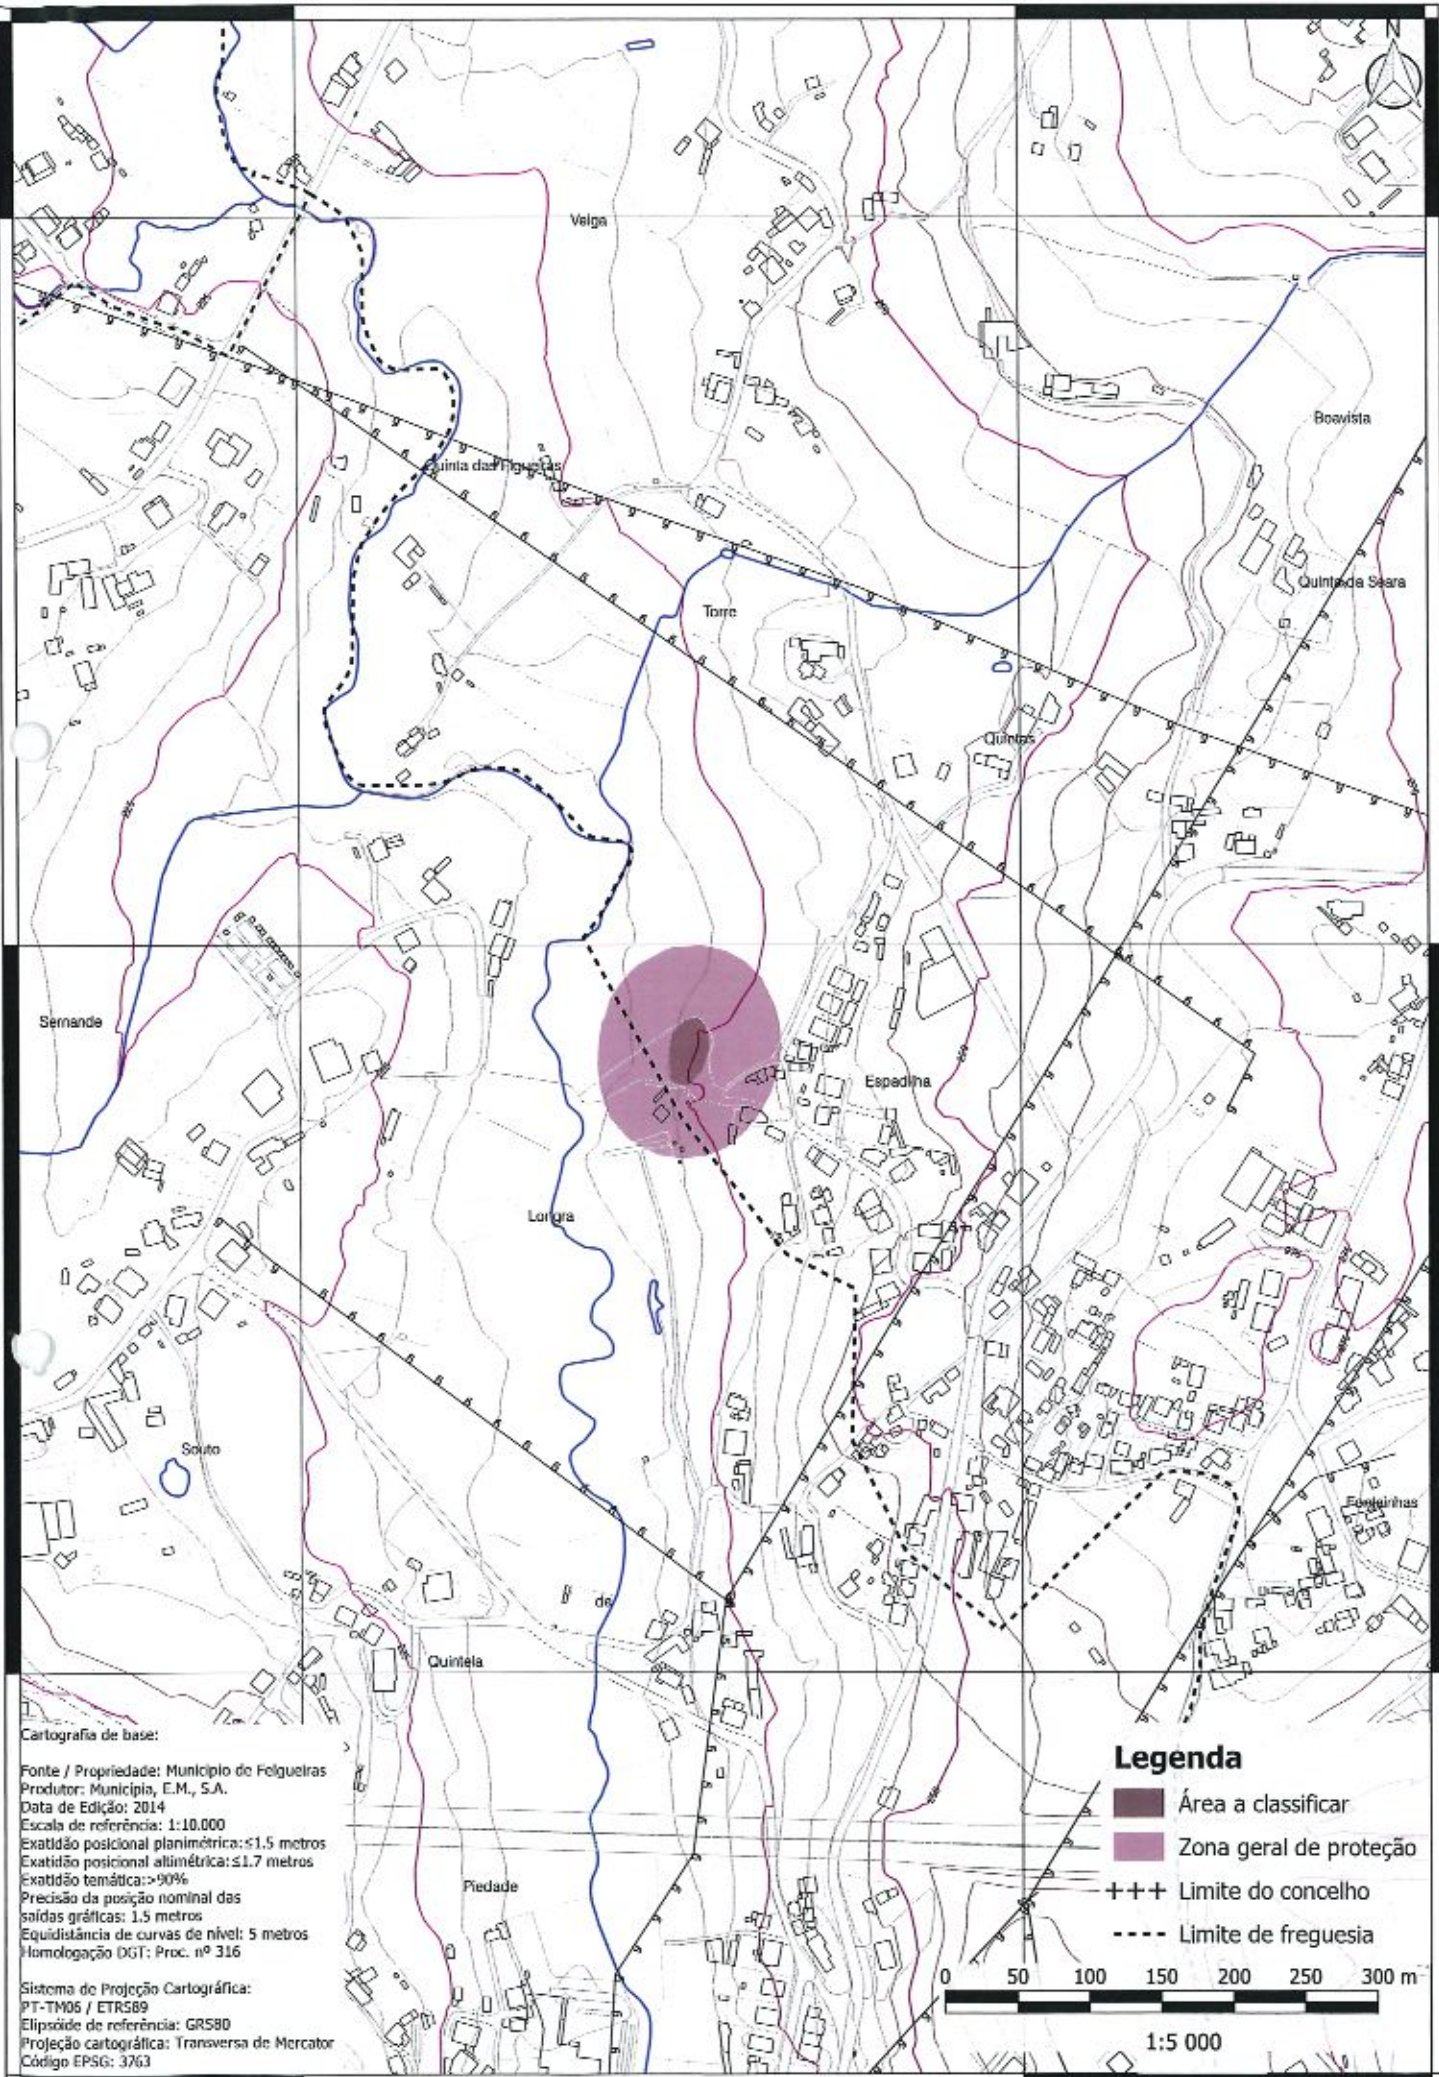 N
Veiga
Boavista
Quinta das Figueiras
Quinta da Seara
Torre
Quintas
Sernande
Espadilha
Longra
Souto
Fonteinhas
de
Quintela
Piedade
Cartografia de base:
Fonte / Propriedade: Município de Felgueiras
Produtor: Municípia, E.M., S.A.
Data de Edição: 2014
Escala de referência: 1:10.000
Exatidão posicional planimétrica:≤1.5 metros
Exatidão posicional altimétrica:≤1.7 metros
Exatidão temática:>90%
Precisão da posição nominal das
saídas gráficas: 1.5 metros
Equidistância de curvas de nível: 5 metros
Homologação DGT: Proc. nº 316
Sistema de Projeção Cartográfica:
PT-TM06 / ETRS89
Elipsóide de referência: GRS80
Projeção cartográfica: Transversa de Mercator
Código EPSG: 3763
Legenda
Área a classificar
Zona geral de proteção
+++ Limite do concelho
---- Limite de freguesia
0 50 100 150 200 250 300 m
1:5 000